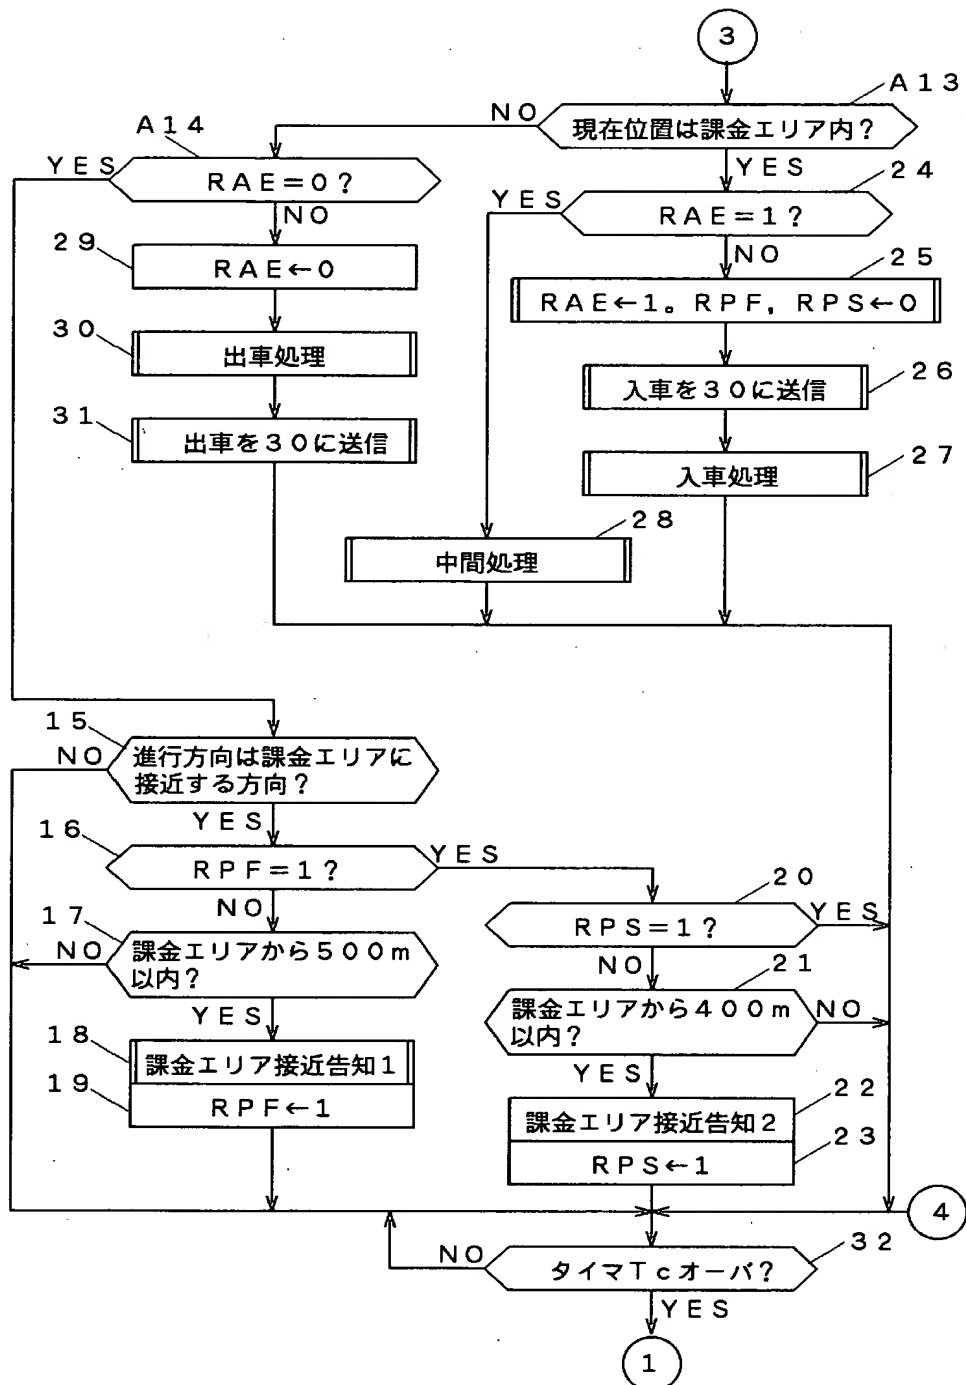 3
A13
現在位置は課金エリア内?
NO
YES
A14
RAE=0?
YES
NO
24
RAE=1?
YES
NO
29
RAE←0
25
RAE←1。RPF, RPS←0
30
出車処理
26
入車を30に送信
31
出車を30に送信
27
入車処理
28
中間処理
15
進行方向は課金エリアに
接近する方向?
NO
YES
16
RPF=1?
YES
NO
20
RPS=1?
YES
NO
17
課金エリアから500m
以内?
NO
YES
21
課金エリアから400m
以内?
NO
YES
18
課金エリア接近告知1
19
RPF←1
22
課金エリア接近告知2
23
RPS←1
4
32
タイマTcオーバ?
NO
YES
1